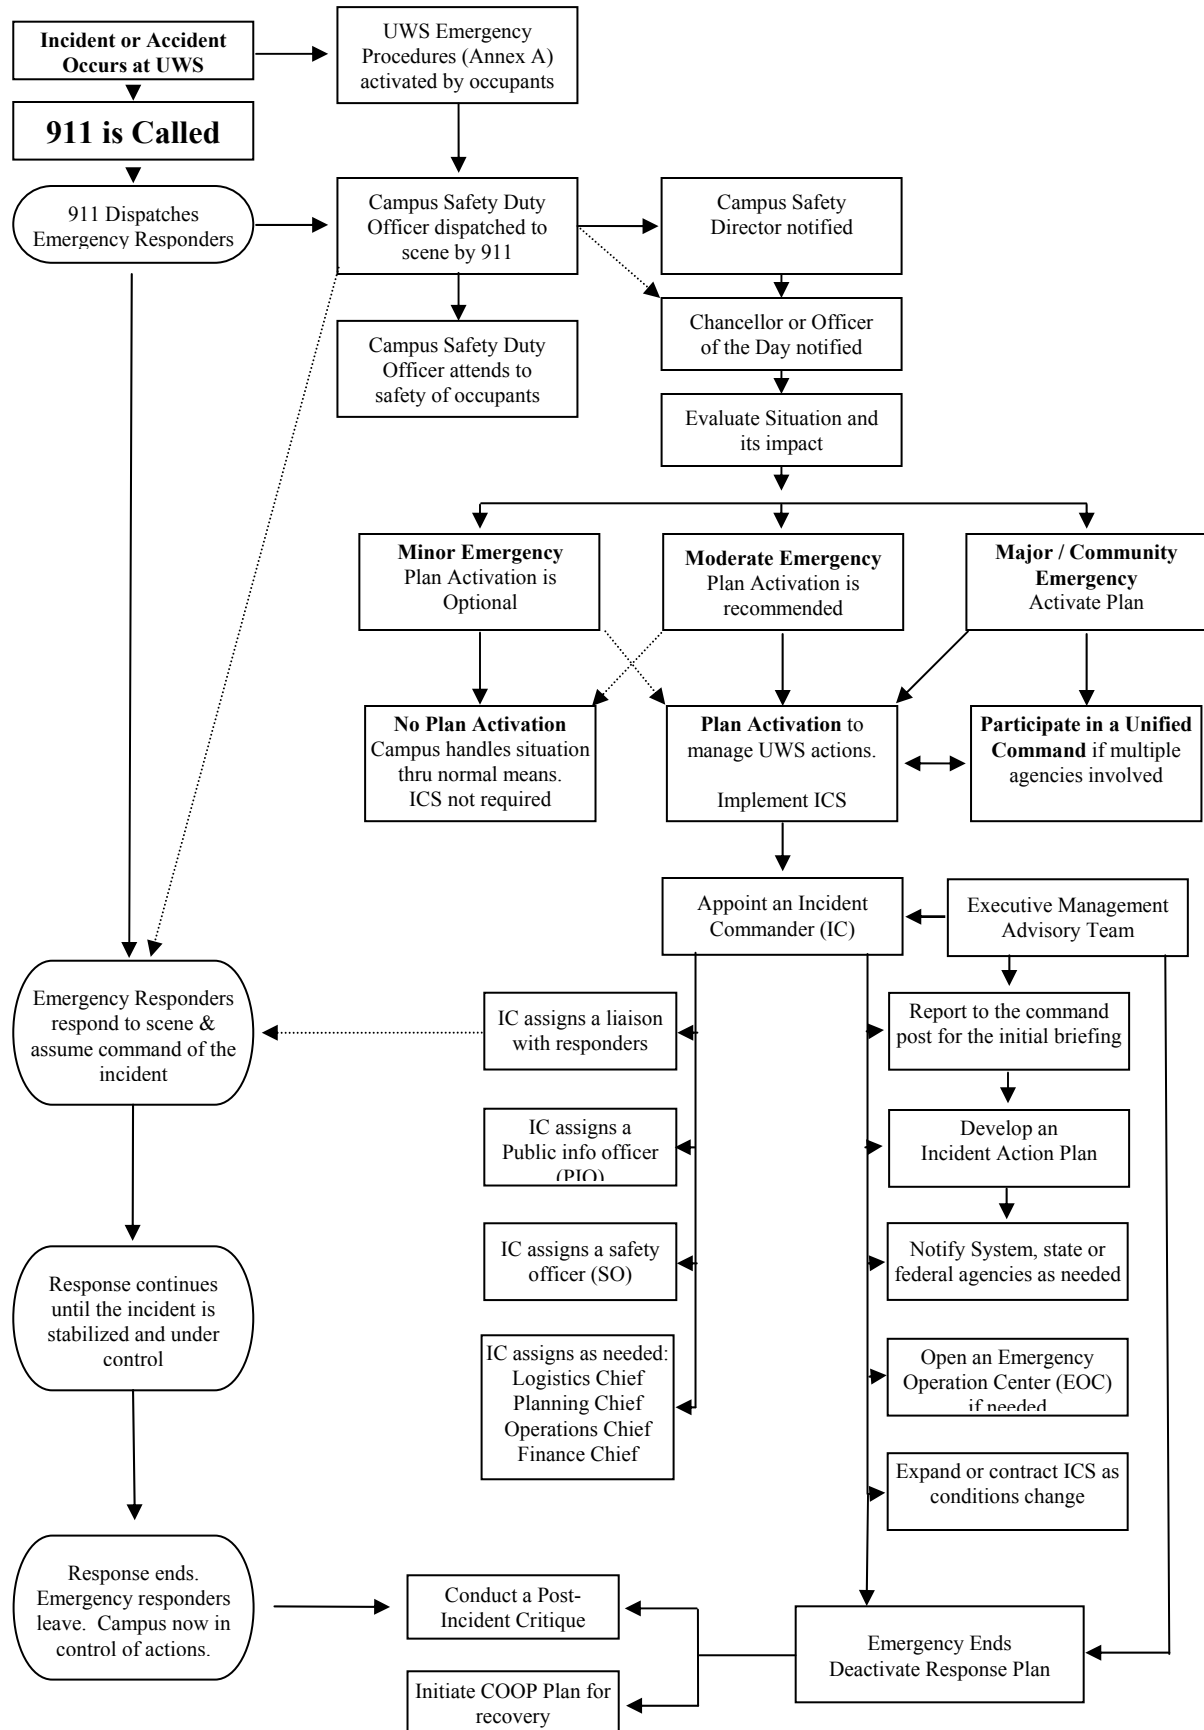 Incident or Accident
Occurs at UWS
UWS Emergency
Procedures (Annex A)
activated by occupants
911 is Called
911 Dispatches
Emergency Responders
Campus Safety Duty
Officer dispatched to
scene by 911
Campus Safety
Director notified
Campus Safety Duty
Officer attends to
safety of occupants
Chancellor or Officer
of the Day notified
Evaluate Situation and
its impact
Minor Emergency
Plan Activation is
Optional
Moderate Emergency
Plan Activation is
recommended
Major / Community
Emergency
Activate Plan
No Plan Activation
Campus handles situation
thru normal means.
ICS not required
Plan Activation to
manage UWS actions.
Implement ICS
Participate in a Unified
Command if multiple
agencies involved
Appoint an Incident
Commander (IC)
Executive Management
Advisory Team
Emergency Responders
respond to scene &
assume command of the
incident
IC assigns a liaison
with responders
Report to the command
post for the initial briefing
IC assigns a
Public info officer
(PIO)
Develop an
Incident Action Plan
IC assigns a safety
officer (SO)
Notify System, state or
federal agencies as needed
Response continues
until the incident is
stabilized and under
control
IC assigns as needed:
Logistics Chief
Planning Chief
Operations Chief
Finance Chief
Open an Emergency
Operation Center (EOC)
if needed
Expand or contract ICS as
conditions change
Response ends.
Emergency responders
leave.  Campus now in
control of actions.
Conduct a Post-
Incident Critique
Emergency Ends
Deactivate Response Plan
Initiate COOP Plan for
recovery